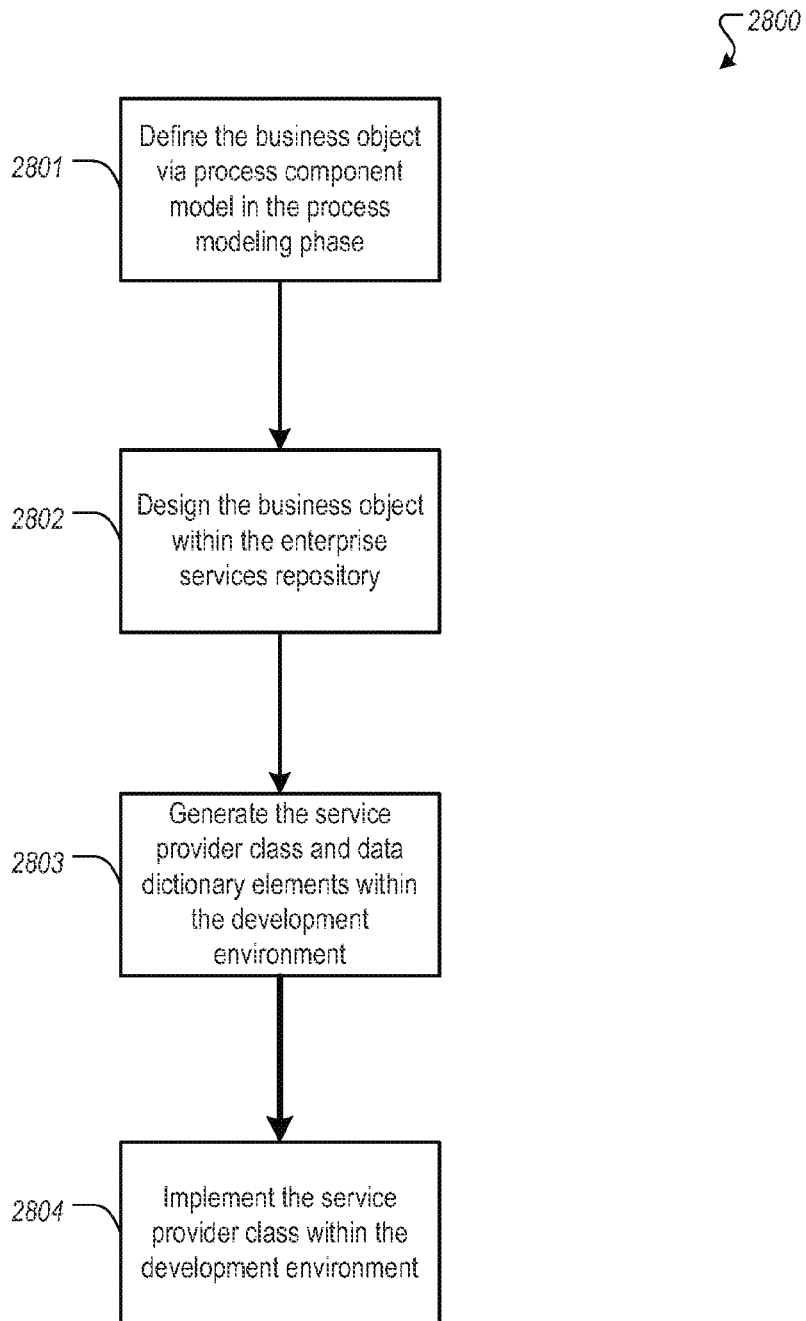 2800
2801
Define the business object
via process component
model in the process
modeling phase
2802
Design the business object
within the enterprise
services repository
2803
Generate the service
provider class and data
dictionary elements within
the development
environment
2804
Implement the service
provider class within the
development environment